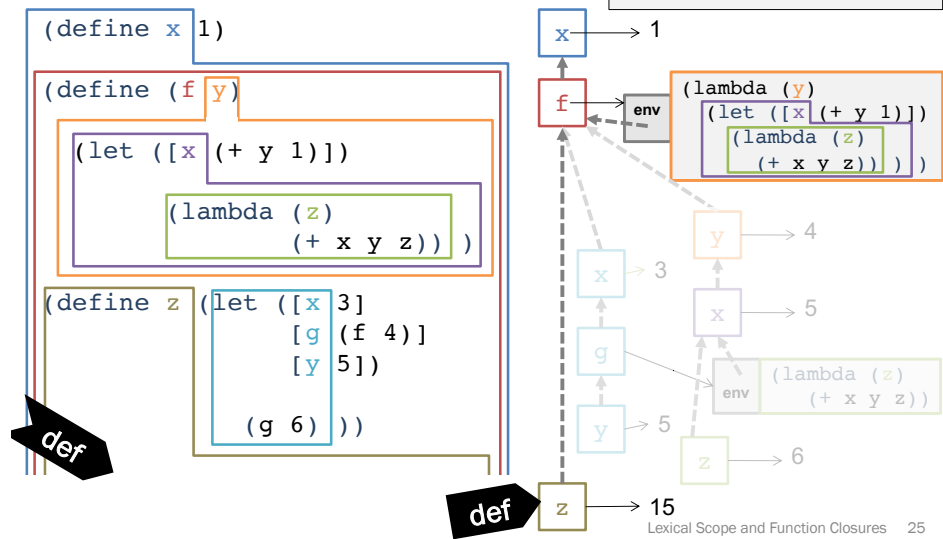 (define x 1)
(define (f y)
(let ([x (+ y 1)])
(lambda (z)
(+ x y z)) )
(define z (let ([x 3]
[g (f 4)]
[y 5])
(g 6) ))
def
x 1
f env
(lambda (y)
(let ([x (+ y 1)])
(lambda (z)
(+ x y z)) ) )
y 4
x 3
x 5
g
env
(lambda (z)
(+ x y z))
y 5
z 6
def
z 15
Lexical Scope and Function Closures 25